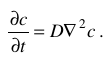 ∂c/∂t = D∇²c .